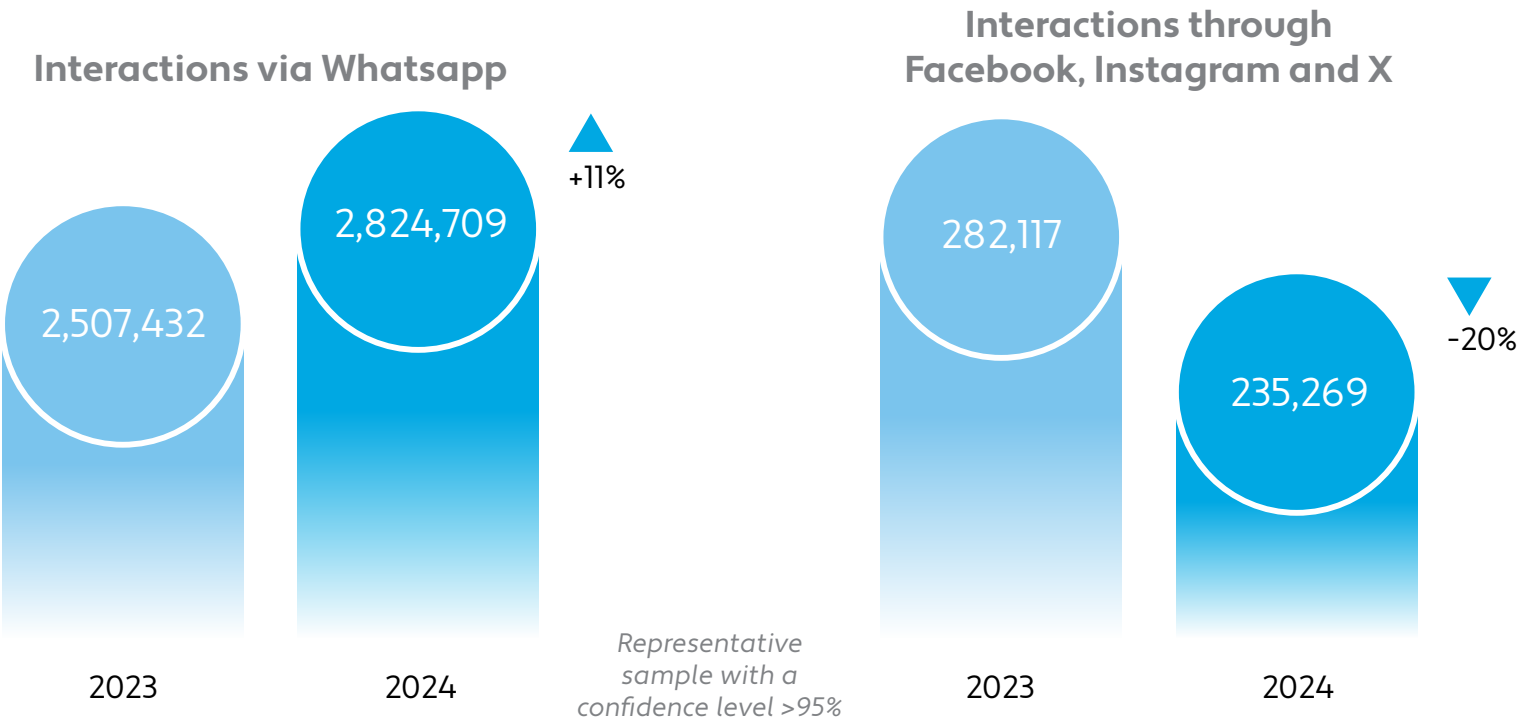 Interactions via Whatsapp
2,507,432
2,824,709
+11%
2023
2024
Representative
sample with a
confidence level >95%
Interactions through
Facebook, Instagram and X
282,117
235,269
-20%
2023
2024